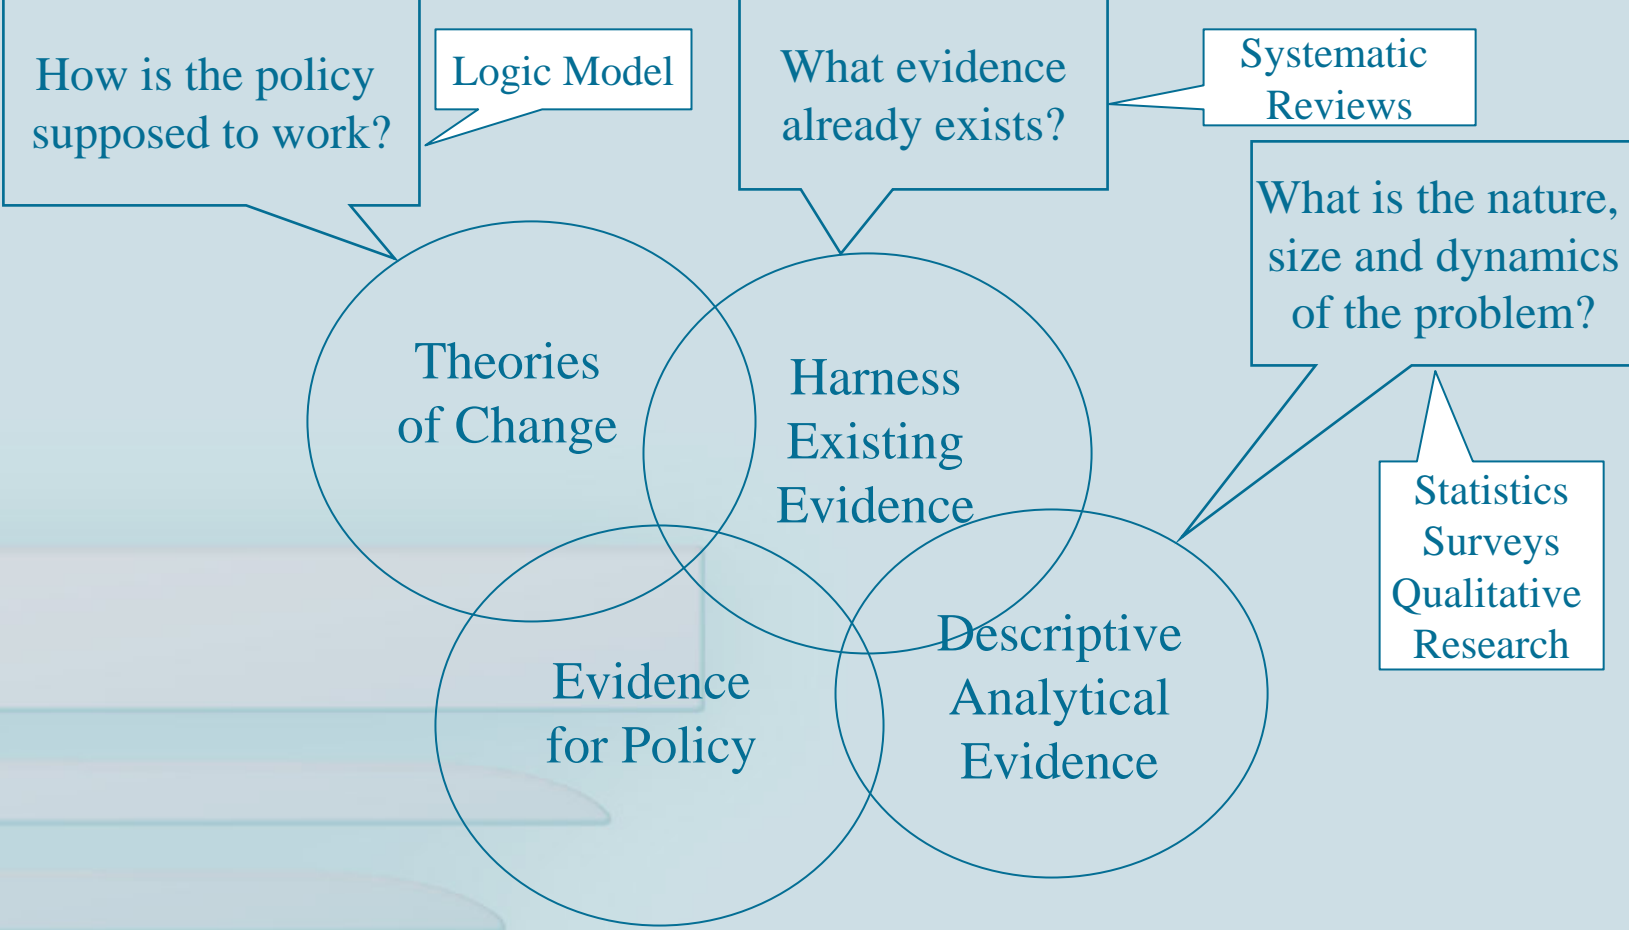 How is the policy
supposed to work?
Logic Model
What evidence
already exists?
Systematic
Reviews
What is the nature,
size and dynamics
of the problem?
Theories
of Change
Harness
Existing
Evidence
Statistics
Surveys
Qualitative
Research
Evidence
for Policy
Descriptive
Analytical
Evidence